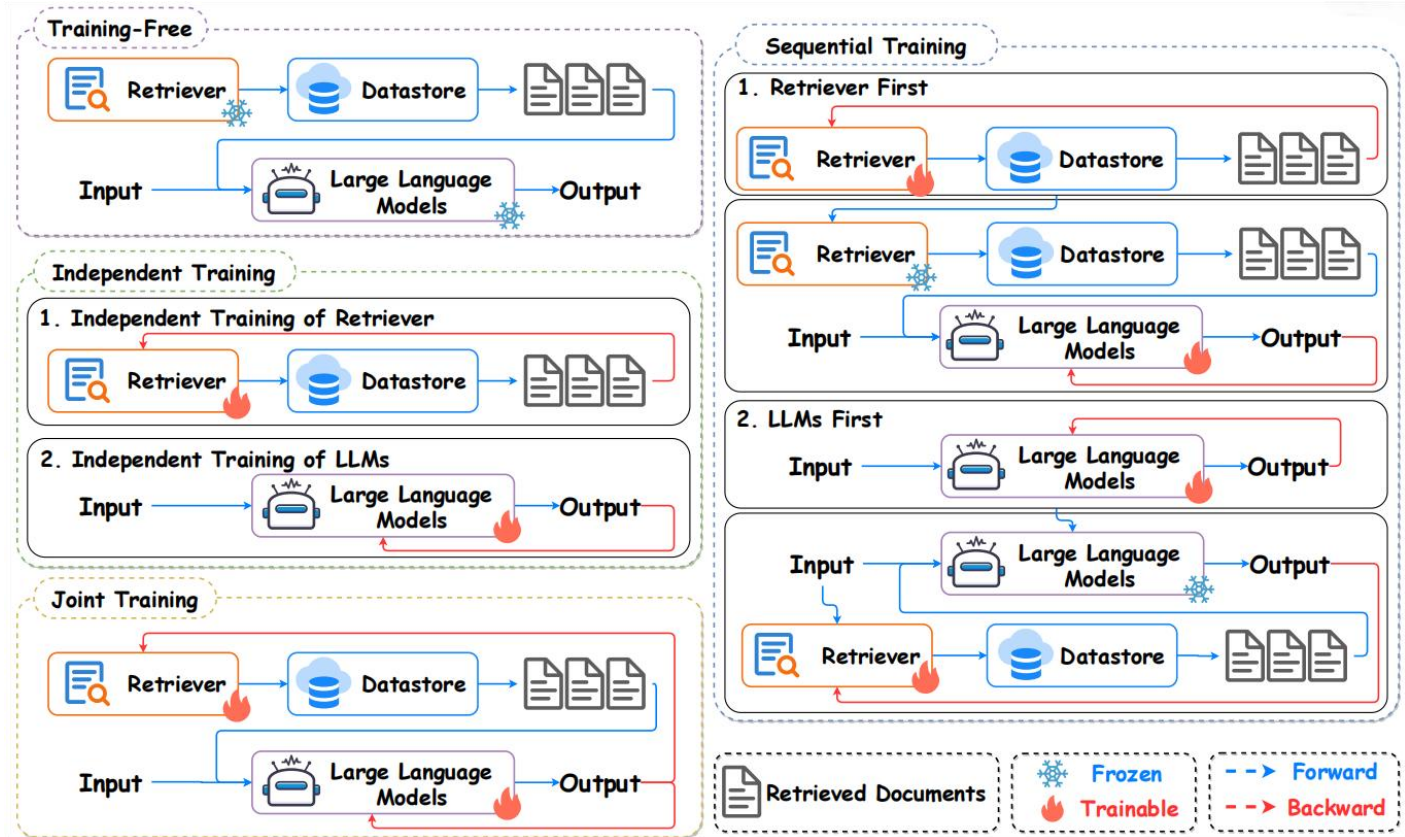 Training-Free
Retriever
Datastore
Input
Large Language
Models
Output
Independent Training
1. Independent Training of Retriever
Retriever
Datastore
2. Independent Training of LLMs
Input
Large Language
Models
Output
Joint Training
Retriever
Datastore
Input
Large Language
Models
Output
Sequential Training
1. Retriever First
Retriever
Datastore
Retriever
Datastore
Input
Large Language
Models
Output
2. LLMs First
Input
Large Language
Models
Output
Input
Large Language
Models
Output
Retriever
Datastore
Retrieved Documents
Frozen
Trainable
Forward
Backward